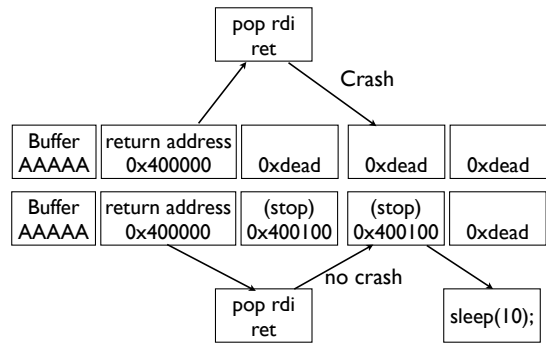 pop rdi
ret
Crash
Buffer
AAAAA
return address
0x400000
0xdead
0xdead
0xdead
Buffer
AAAAA
return address
0x400000
(stop)
0x400100
(stop)
0x400100
0xdead
no crash
pop rdi
ret
sleep(10);